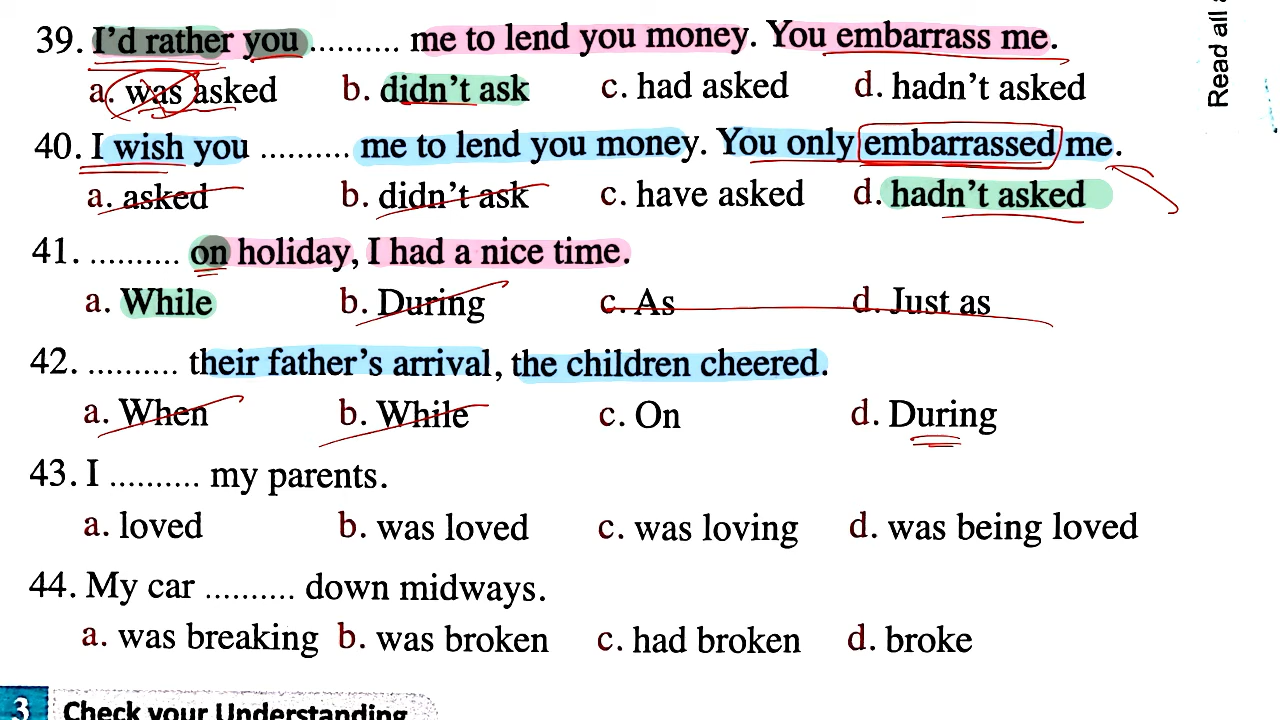 39. I'd rather you .......... me to lend you money. You embarrass me.
a. was asked b. didn't ask c. had asked d. hadn't asked
40. I wish you .......... me to lend you money. You only embarrassed me.
a. asked b. didn't ask c. have asked d. hadn't asked
41. .......... on holiday, I had a nice time.
a. While b. During c. As d. Just as
42. .......... their father's arrival, the children cheered.
a. When b. While c. On d. During
43. I .......... my parents.
a. loved b. was loved c. was loving d. was being loved
44. My car .......... down midways.
a. was breaking b. was broken c. had broken d. broke
3 Check your Understanding
Read all